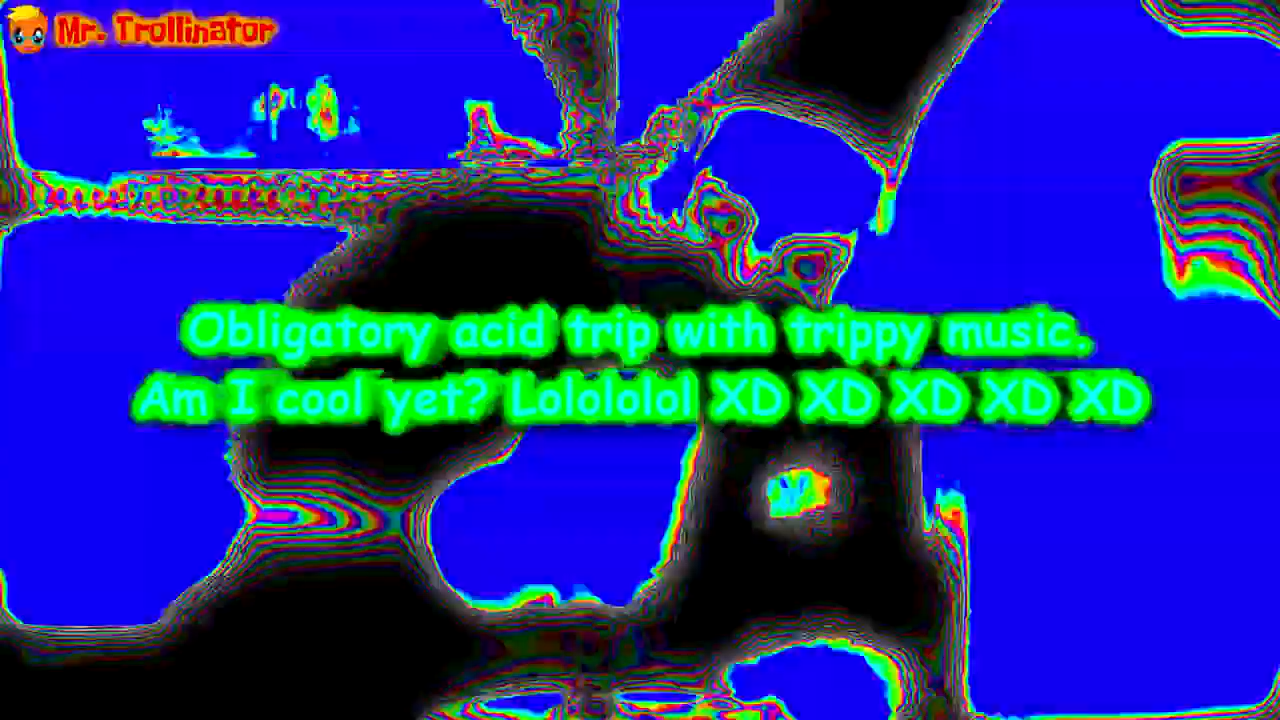 Mr. Trollinator
Obligatory acid trip with trippy music.
Am I cool yet? Lolololol XD XD XD XD XD